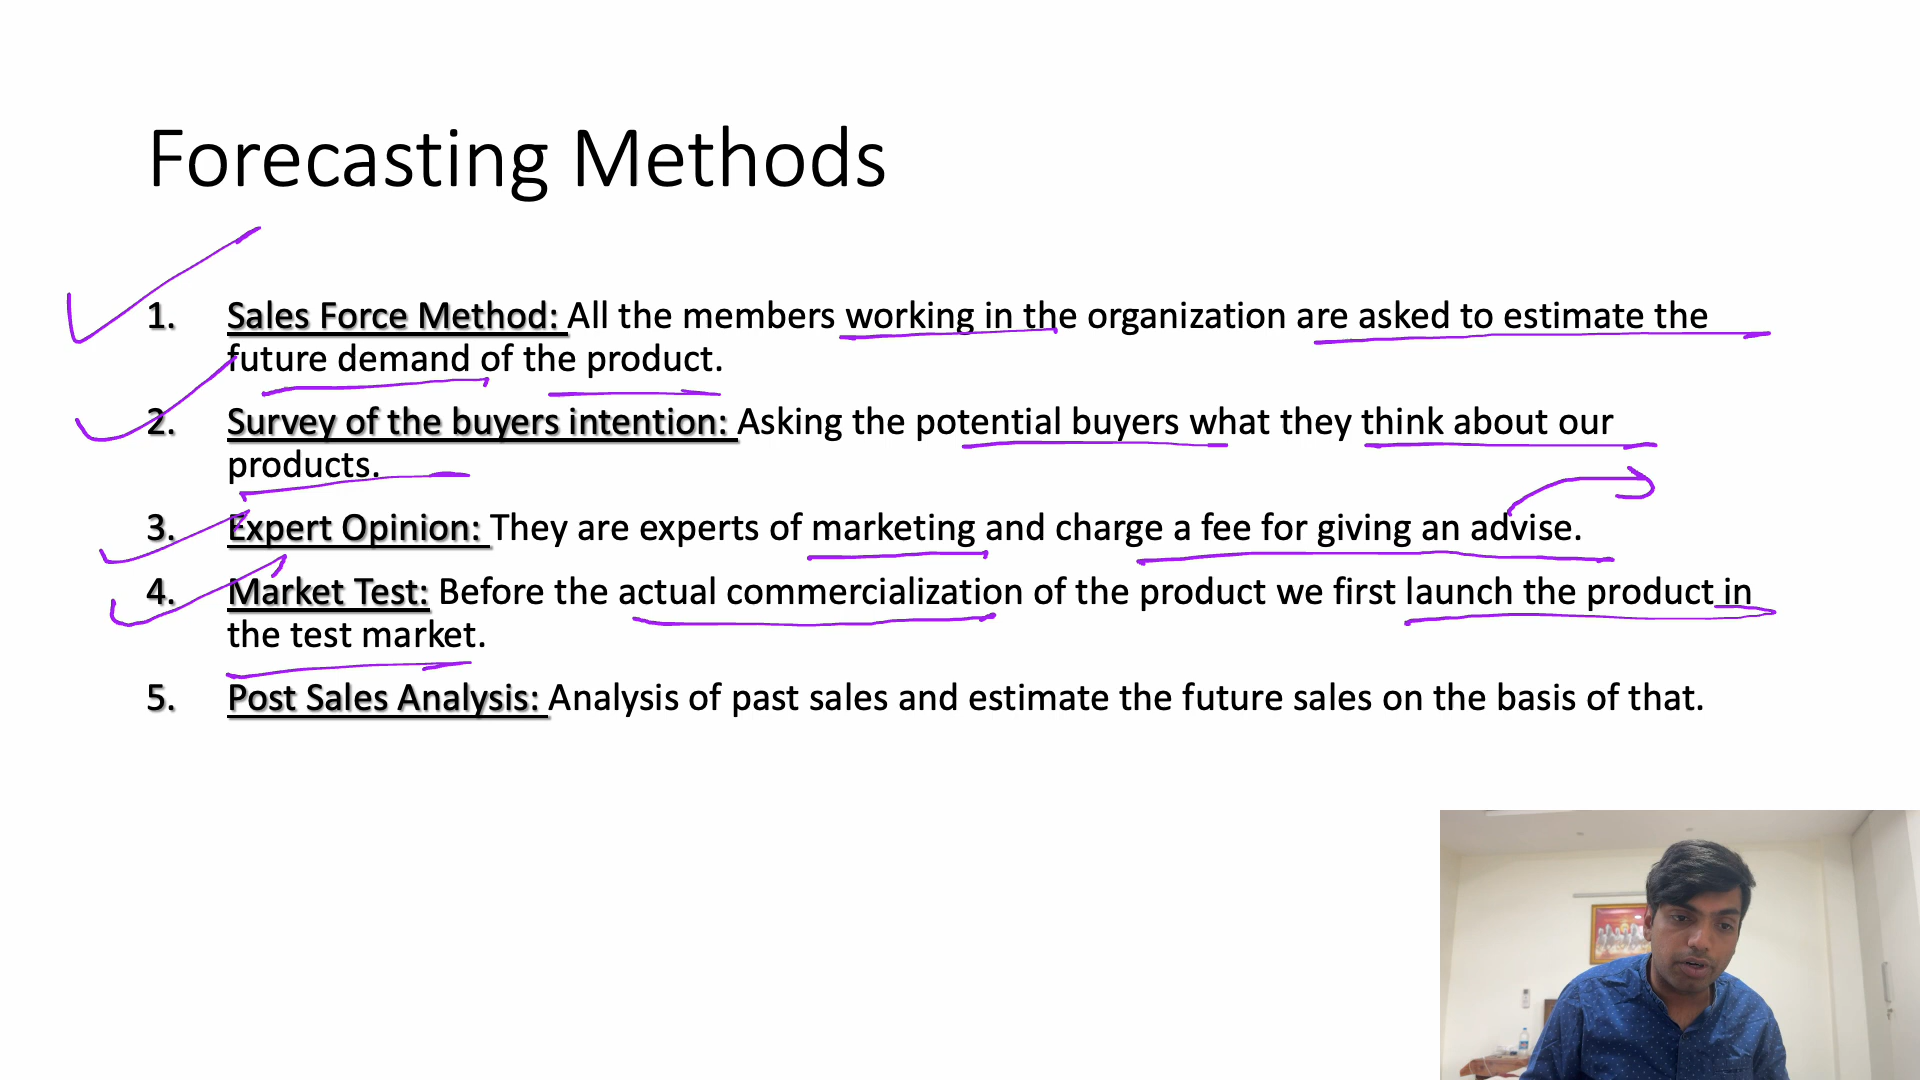 Forecasting Methods
1. Sales Force Method: All the members working in the organization are asked to estimate the
future demand of the product.
2. Survey of the buyers intention: Asking the potential buyers what they think about our
products.
3. Expert Opinion: They are experts of marketing and charge a fee for giving an advise.
4. Market Test: Before the actual commercialization of the product we first launch the product in
the test market.
5. Post Sales Analysis: Analysis of past sales and estimate the future sales on the basis of that.